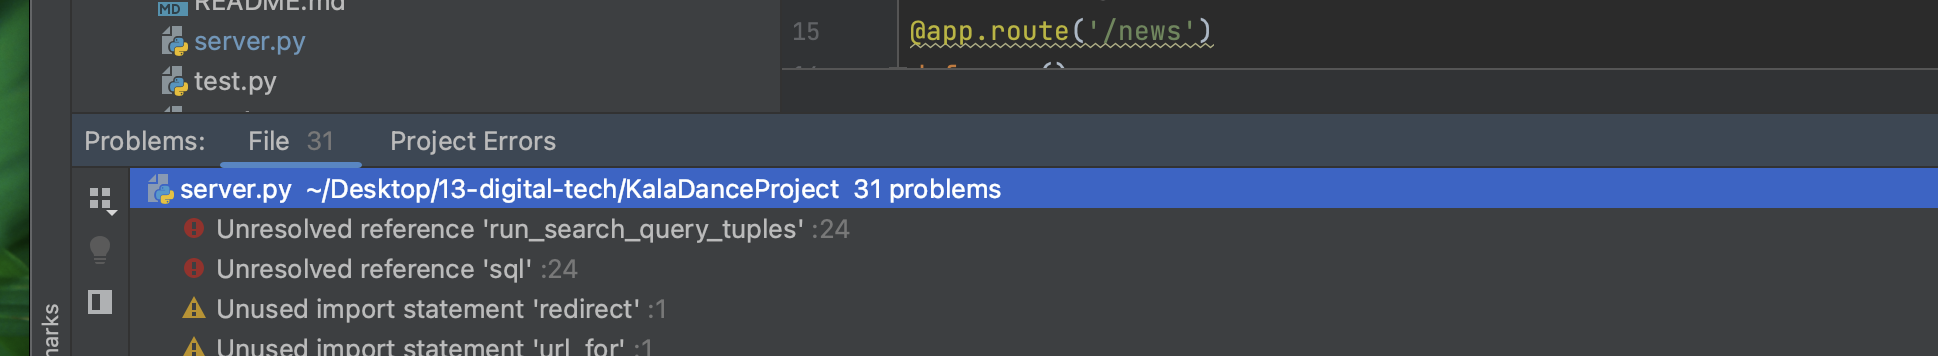 README.md
server.py
test.py
15 @app.route('/news')
Problems: File 31 Project Errors
server.py ~/Desktop/13-digital-tech/KalaDanceProject 31 problems
Unresolved reference 'run_search_query_tuples' :24
Unresolved reference 'sql' :24
Unused import statement 'redirect' :1
Unused import statement 'url_for' :1